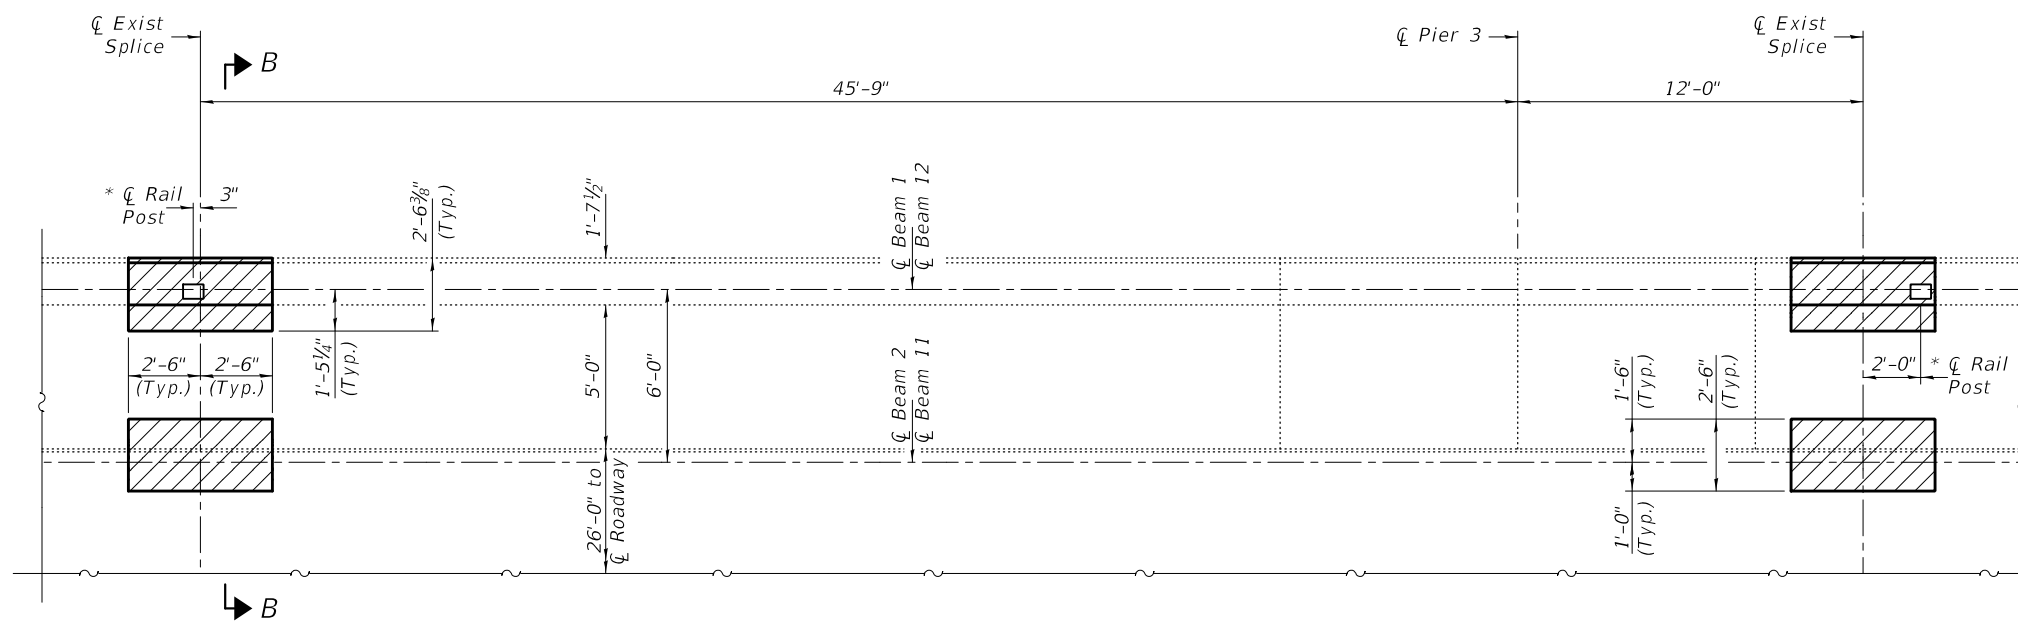 ℄ Exist
Splice
B
℄ Pier 3
℄ Exist
Splice
45'-9"
12'-0"
* ℄ Rail
Post
3"
2'-6⅜"
(Typ.)
1'-7½"
℄ Beam 1
℄ Beam 12
2'-6"
(Typ.)
2'-6"
(Typ.)
1'-5¼"
(Typ.)
5'-0"
6'-0"
℄ Beam 2
℄ Beam 11
1'-6"
(Typ.)
2'-6"
(Typ.)
2'-0"
* ℄ Rail
Post
26'-0" to
℄ Roadway
1'-0"
(Typ.)
B